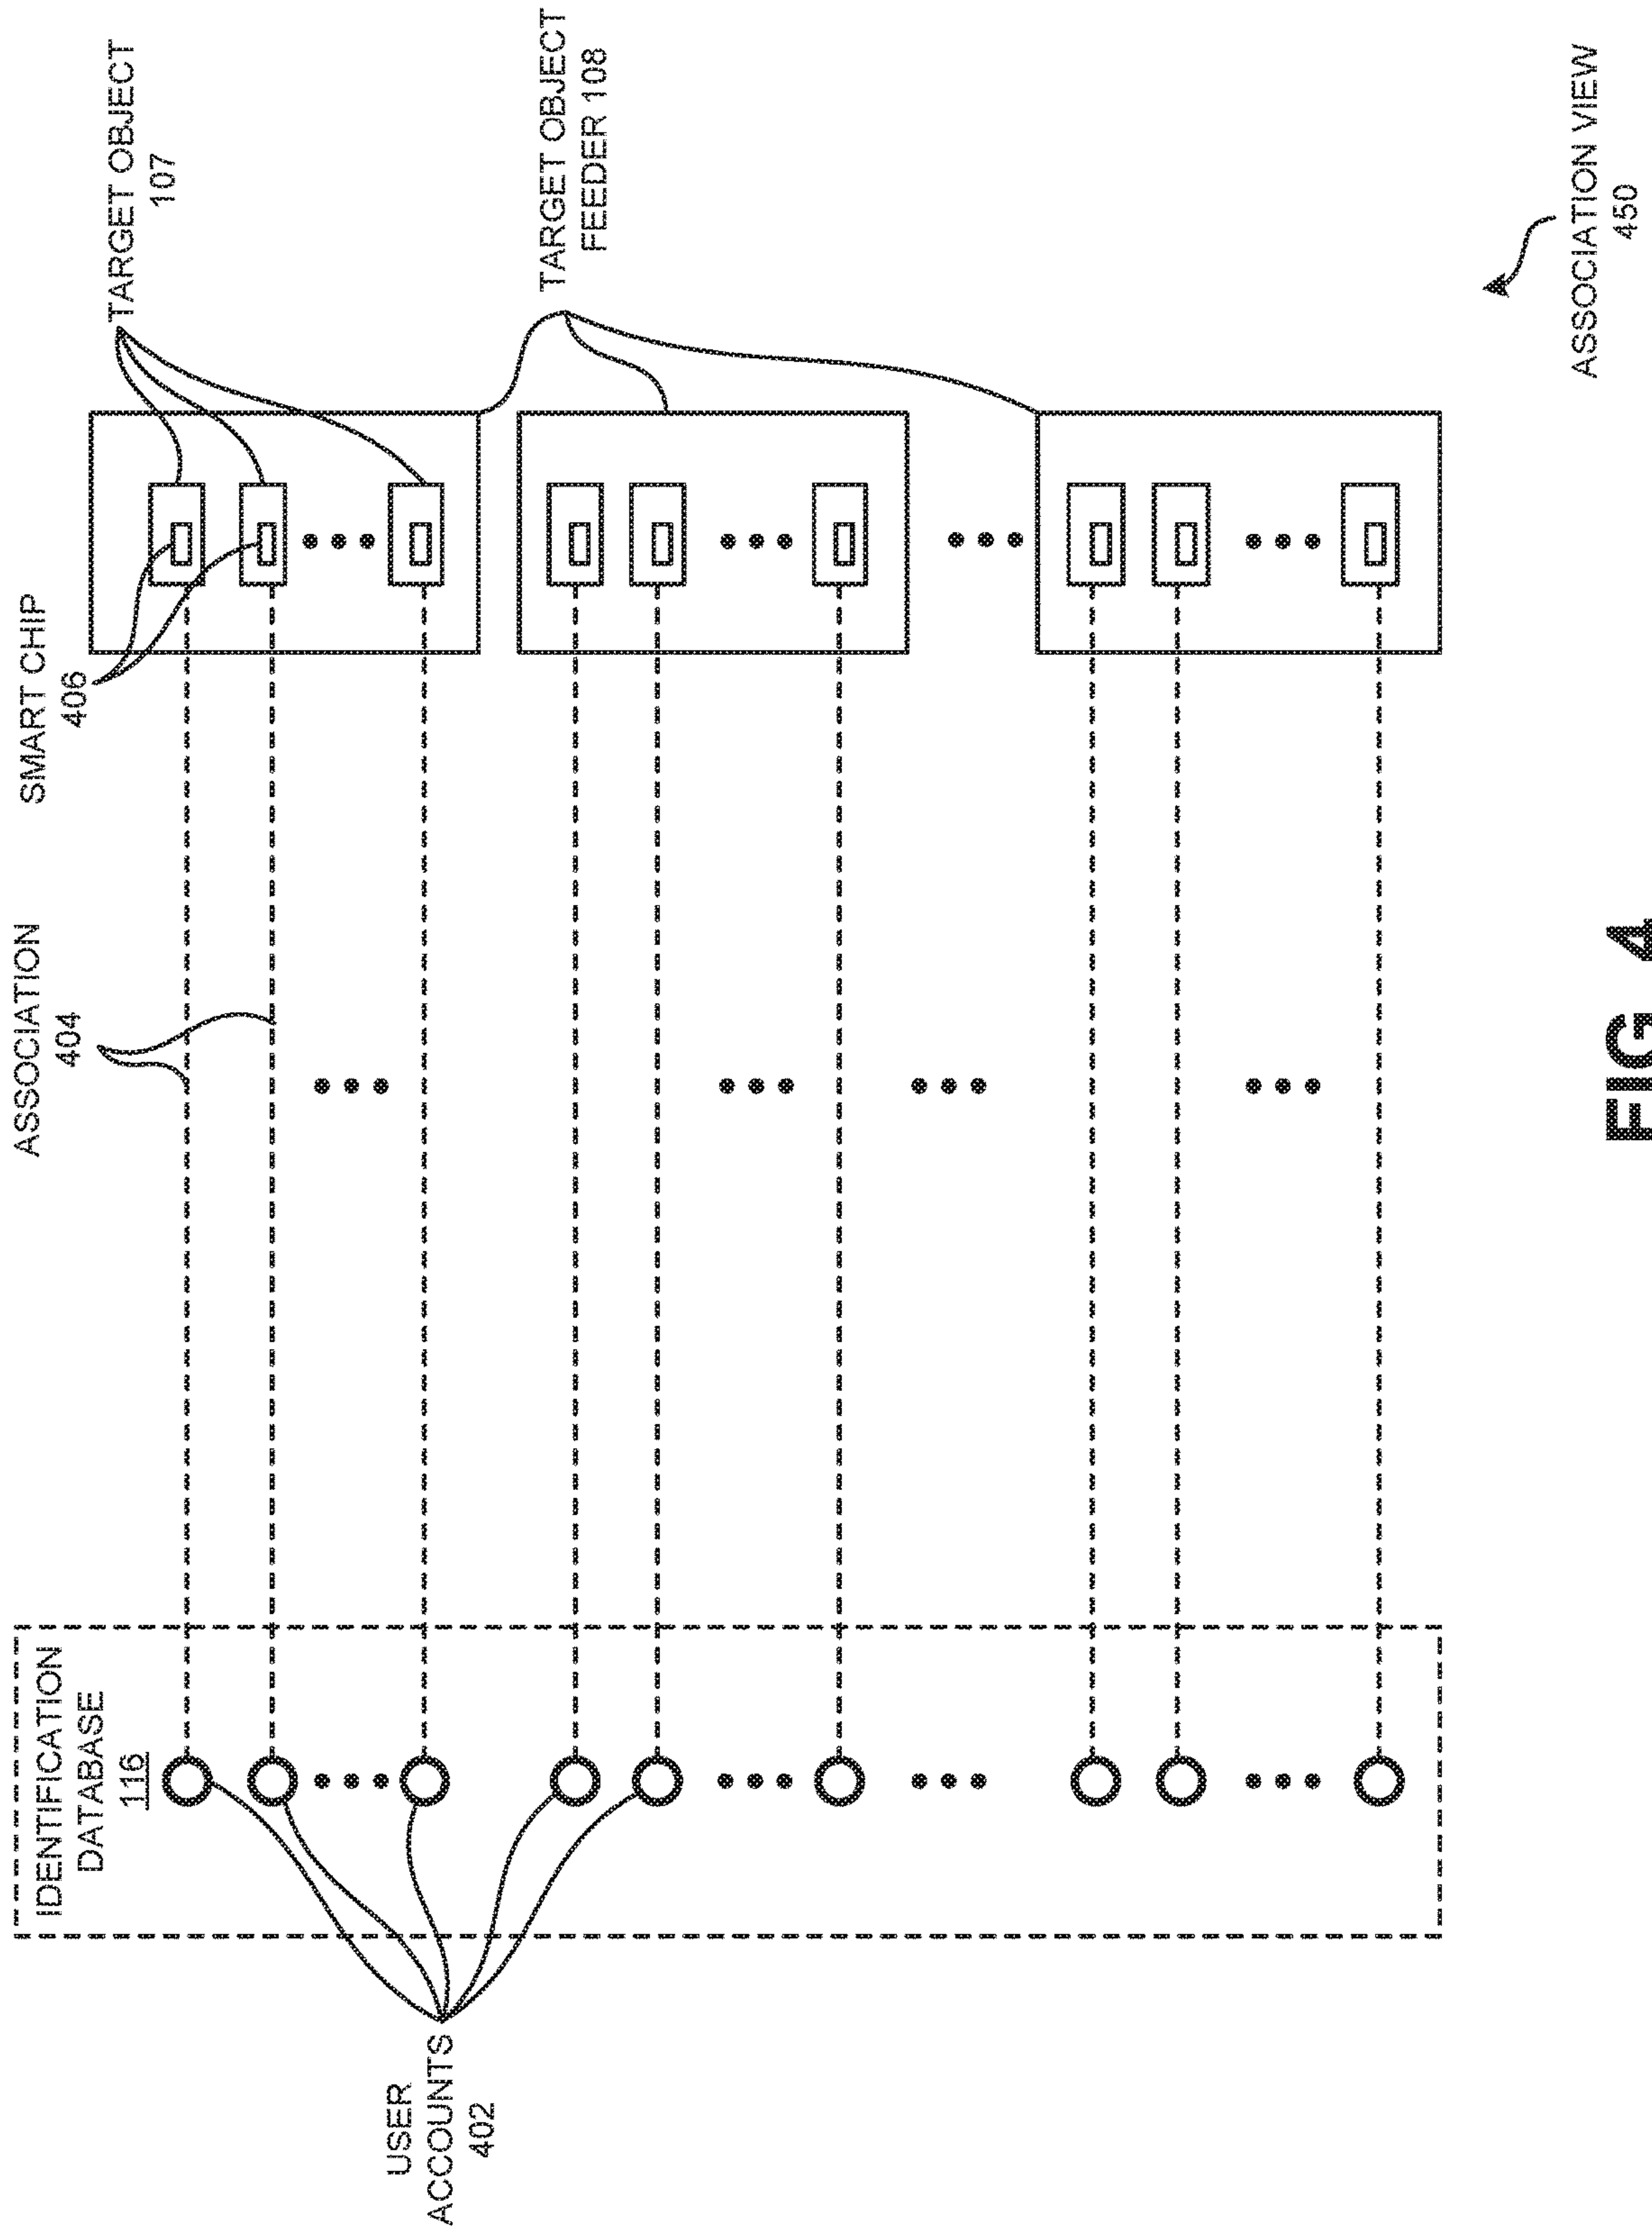 USER
ACCOUNTS
402
IDENTIFICATION
DATABASE
116
ASSOCIATION
404
SMART CHIP
406
TARGET OBJECT
107
TARGET OBJECT
FEEDER 108
ASSOCIATION VIEW
450
FIG. 4